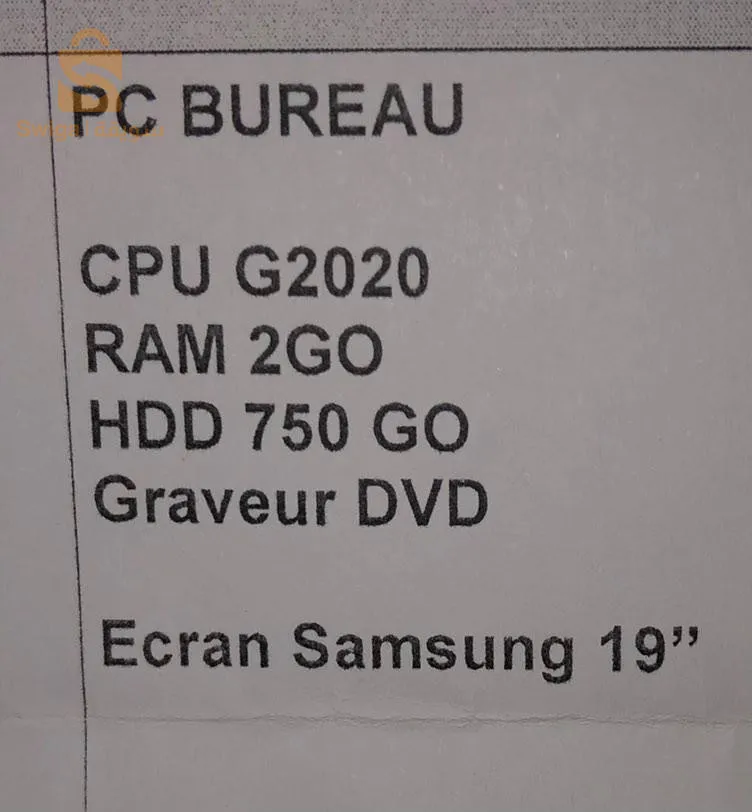 PC BUREAU
CPU G2020
RAM 2GO
HDD 750 GO
Graveur DVD
Ecran Samsung 19”